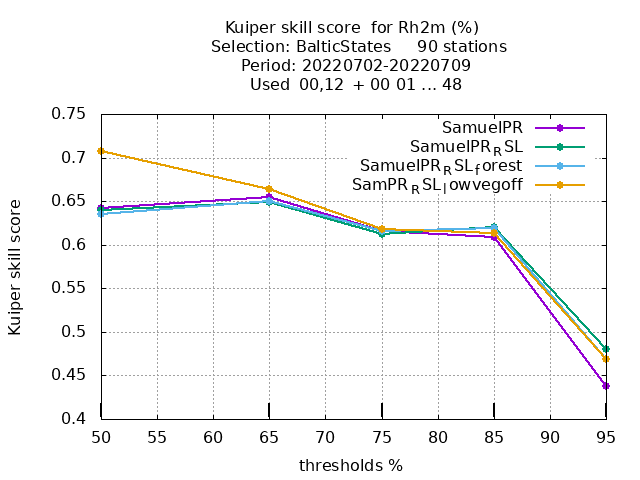 Kuiper skill score  for Rh2m (%)
Selection: BalticStates     90 stations
Period: 20220702-20220709
Used  00,12  + 00 01 ... 48
0.75
0.7
0.65
0.6
0.55
0.5
0.45
0.4
Kuiper skill score
SamuelPR
SamuelPR_RSL
SamuelPR_RSL_forest
SamPR_RSL_lowvegoff
50 55 60 65 70 75 80 85 90 95
thresholds %